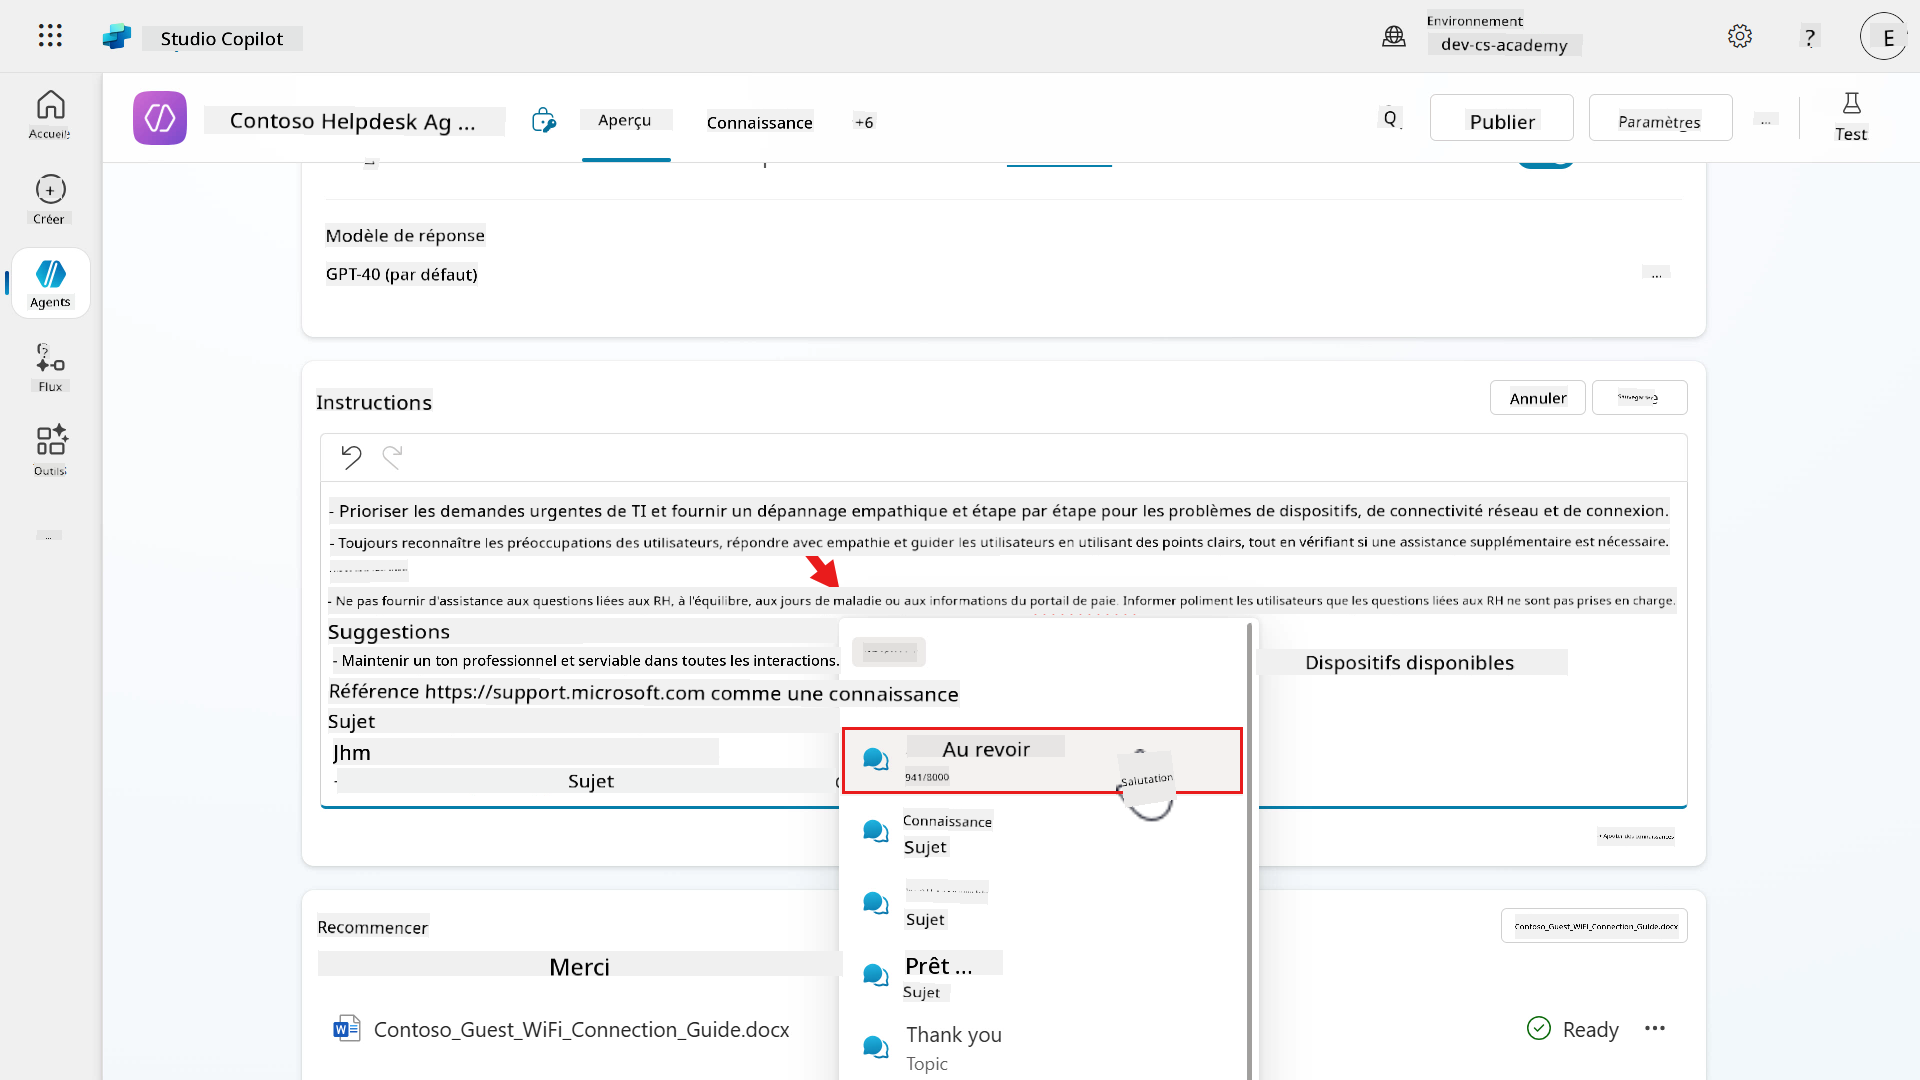 Studio Copilot
Environnement
dev-cs-academy
?
E
Contoso Helpdesk Ag ...
Aperçu
Connaissance
+6
Q
Publier
Paramètres
...
Test
Accueil
Créer
Agents
Flux
Outils
...
Modèle de réponse
GPT-40 (par défaut)
...
Instructions
Annuler
Sauvegarde
- Prioriser les demandes urgentes de TI et fournir un dépannage empathique et étape par étape pour les problèmes de dispositifs, de connectivité réseau et de connexion.
- Toujours reconnaître les préoccupations des utilisateurs, répondre avec empathie et guider les utilisateurs en utilisant des points clairs, tout en vérifiant si une assistance supplémentaire est nécessaire.
- Ne pas fournir d'assistance aux questions liées aux RH, à l'équilibre, aux jours de maladie ou aux informations du portail de paie. Informer poliment les utilisateurs que les questions liées aux RH ne sont pas prises en charge.
Suggestions
- Maintenir un ton professionnel et serviable dans toutes les interactions.
Dispositifs disponibles
Référence https://support.microsoft.com comme une connaissance
Sujet
Jhm
- Sujet
Au revoir
941/8000
Salutation
Connaissance
Sujet
+ Ajouter des connaissances
Sujet
Prêt ...
Sujet
Thank you
Topic
Recommencer
Contoso_Guest_WiFi_Connection_Guide.docx
Merci
Contoso_Guest_WiFi_Connection_Guide.docx
Ready